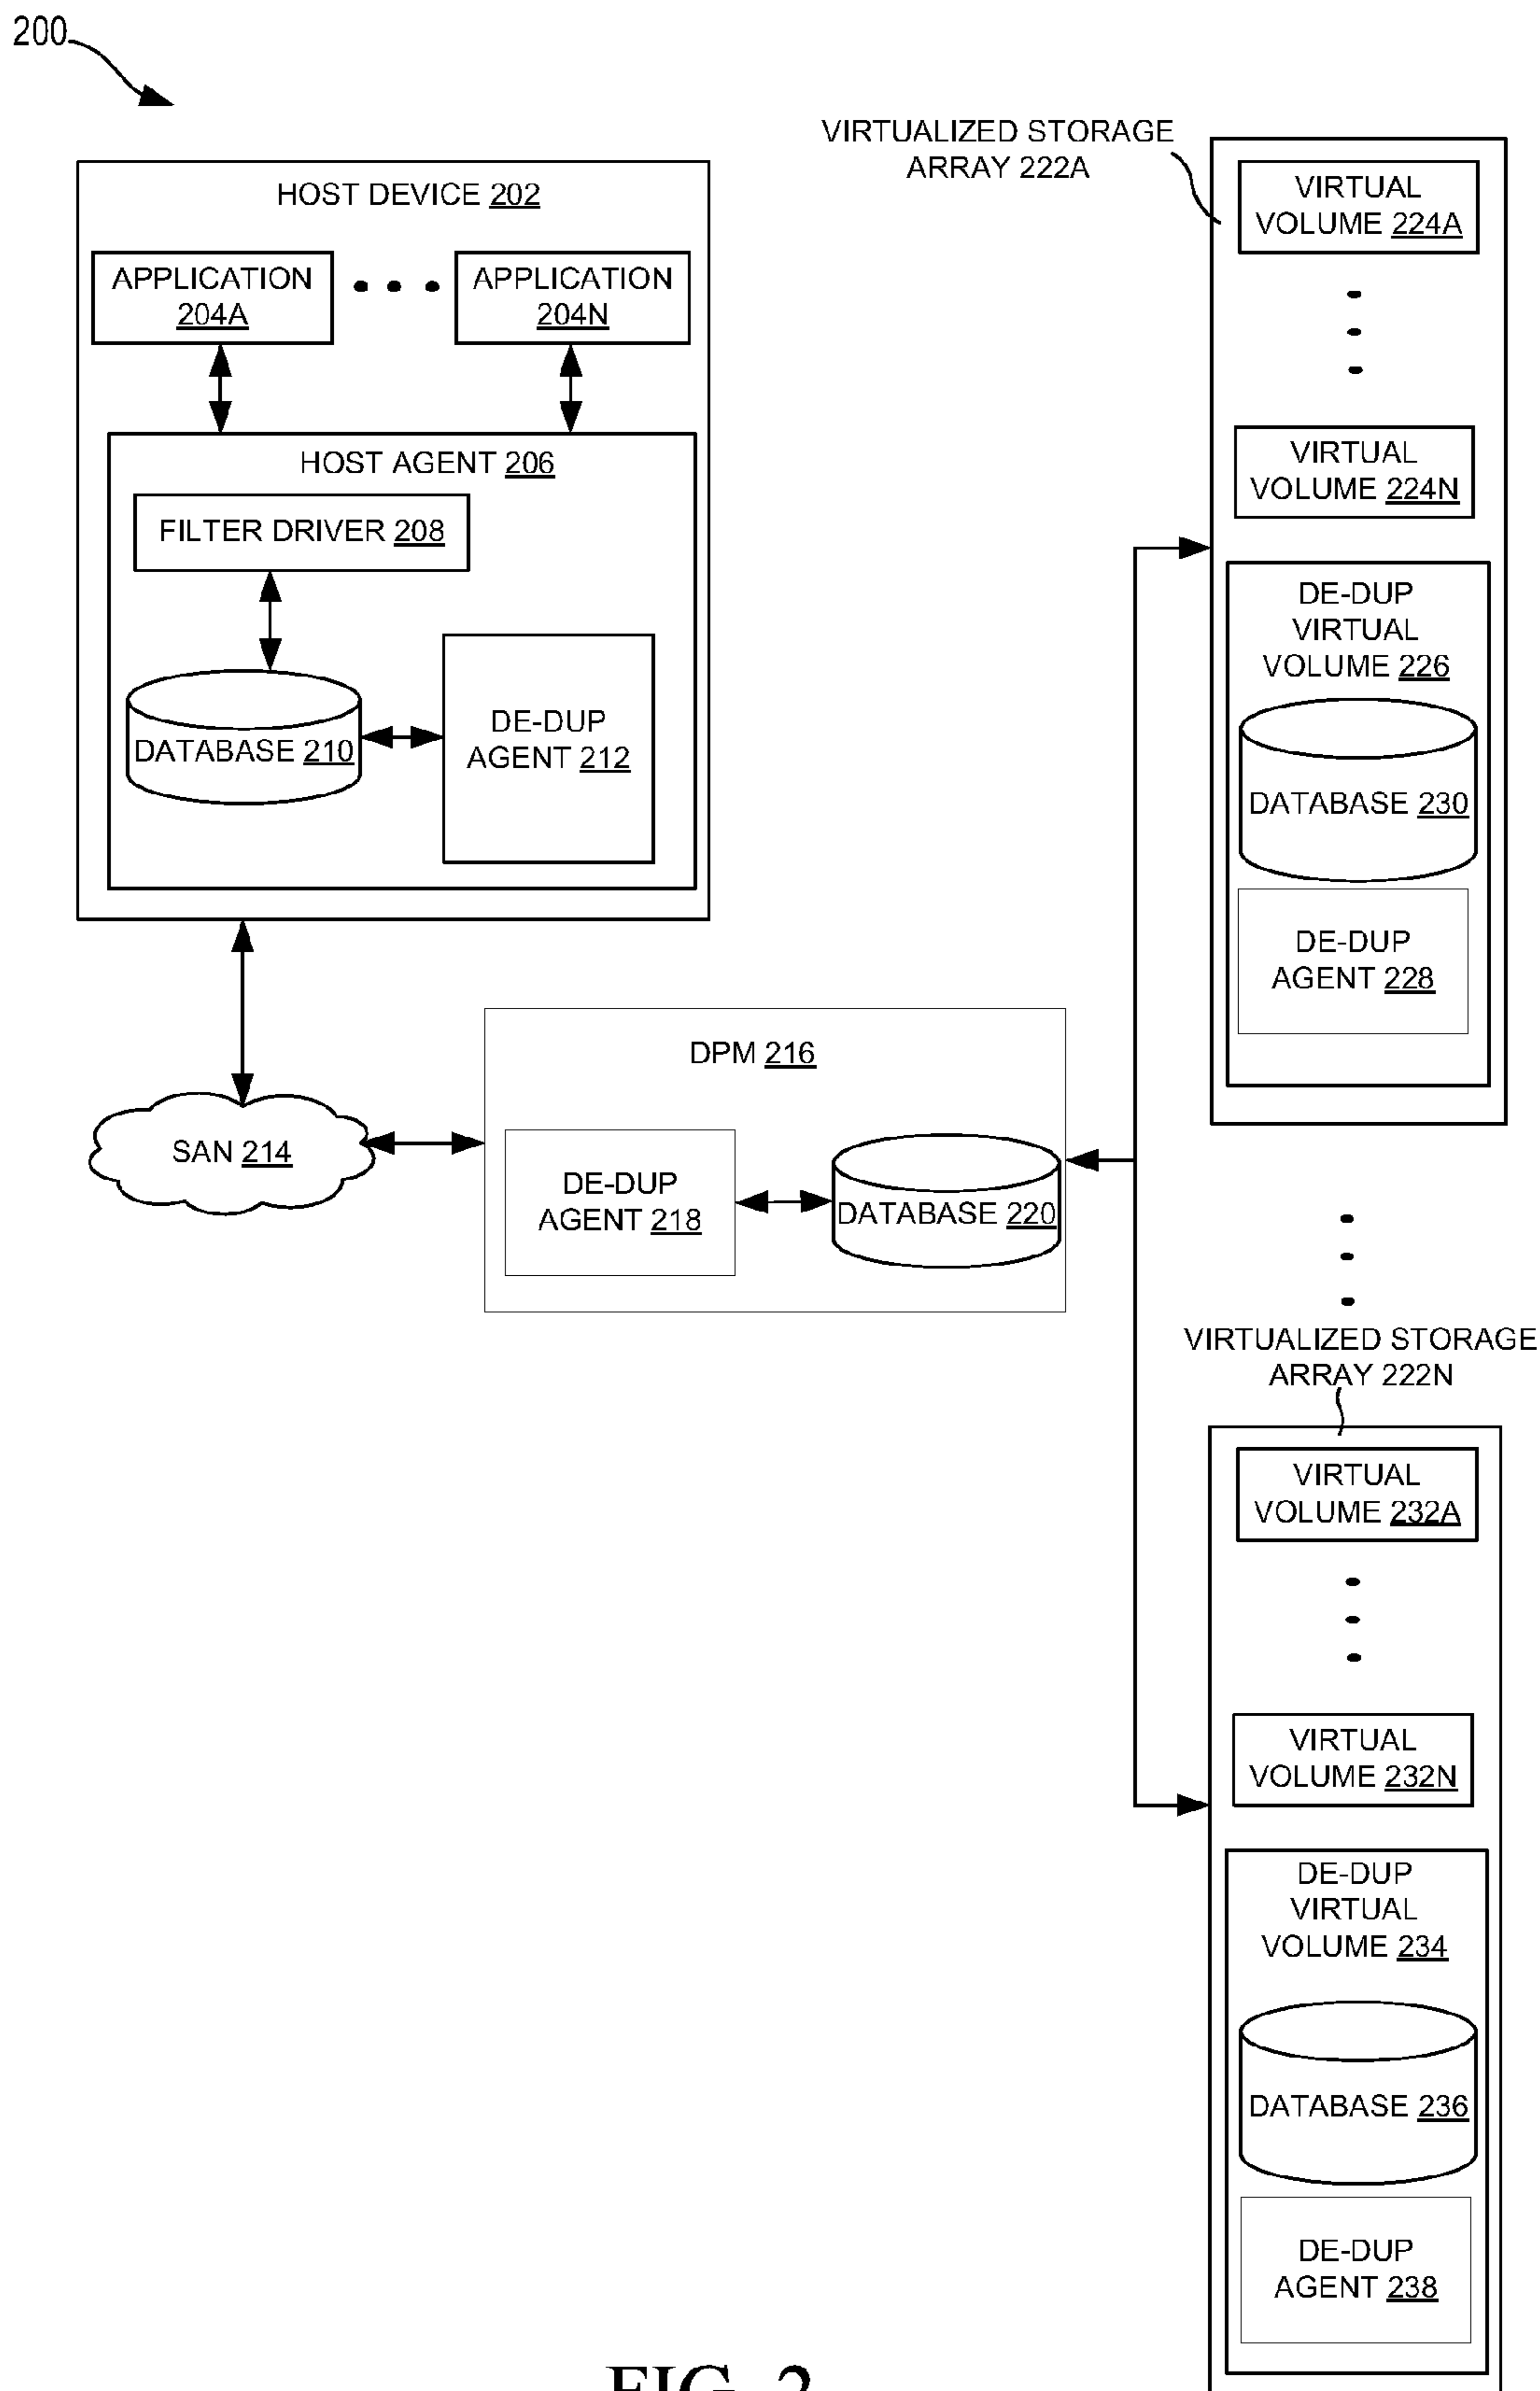 200
VIRTUALIZED STORAGE
ARRAY 222A
HOST DEVICE 202
APPLICATION
204A
APPLICATION
204N
HOST AGENT 206
FILTER DRIVER 208
DATABASE 210
DE-DUP
AGENT 212
VIRTUAL
VOLUME 224A
VIRTUAL
VOLUME 224N
DE-DUP
VIRTUAL
VOLUME 226
DATABASE 230
DE-DUP
AGENT 228
SAN 214
DPM 216
DE-DUP
AGENT 218
DATABASE 220
VIRTUALIZED STORAGE
ARRAY 222N
VIRTUAL
VOLUME 232A
VIRTUAL
VOLUME 232N
DE-DUP
VIRTUAL
VOLUME 234
DATABASE 236
DE-DUP
AGENT 238
FIG. 2